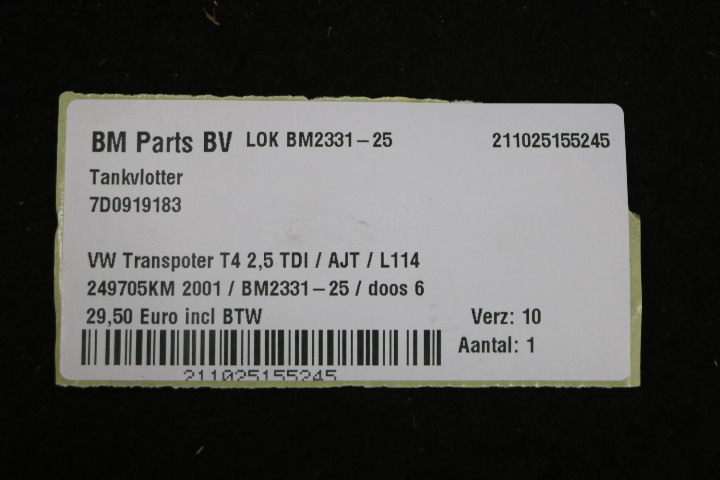 BM Parts BV LOK BM2331-25 211025155245
Tankvlotter
7D0919183
VW Transpoter T4 2,5 TDI / AJT / L114
249705KM 2001 / BM2331-25 / doos 6
29,50 Euro incl BTW Verz: 10
Aantal: 1
211025155245